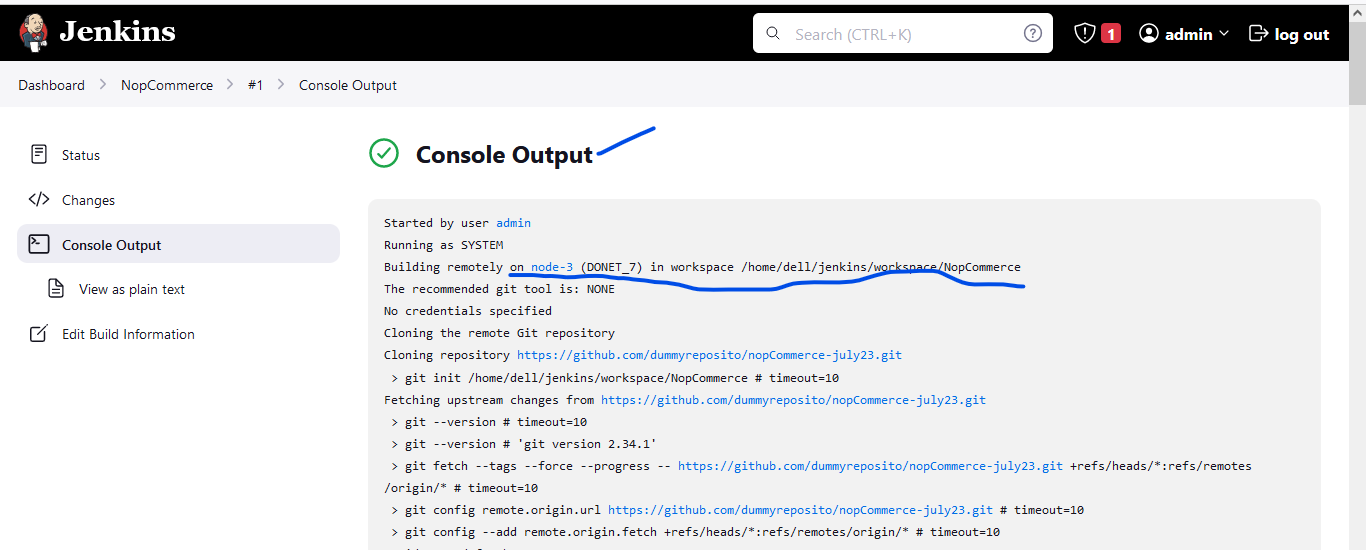 Jenkins
Search (CTRL+K)
1
admin
log out
Dashboard > NopCommerce > #1 > Console Output
Status
Changes
Console Output
View as plain text
Edit Build Information
Console Output
Started by user admin
Running as SYSTEM
Building remotely on node-3 (DONET_7) in workspace /home/dell/jenkins/workspace/NopCommerce
The recommended git tool is: NONE
No credentials specified
Cloning the remote Git repository
Cloning repository https://github.com/dummyreposito/nopCommerce-july23.git
> git init /home/dell/jenkins/workspace/NopCommerce # timeout=10
Fetching upstream changes from https://github.com/dummyreposito/nopCommerce-july23.git
> git --version # timeout=10
> git --version # 'git version 2.34.1'
> git fetch --tags --force --progress -- https://github.com/dummyreposito/nopCommerce-july23.git +refs/heads/*:refs/remotes
/origin/* # timeout=10
> git config remote.origin.url https://github.com/dummyreposito/nopCommerce-july23.git # timeout=10
> git config --add remote.origin.fetch +refs/heads/*:refs/remotes/origin/* # timeout=10